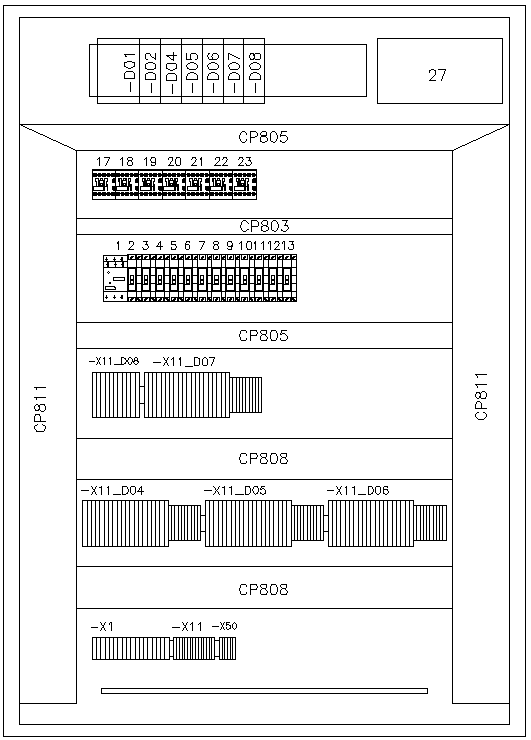 -D01 -D02 -D04 -D05 -D06 -D07 -D08
27
CP805
17 18 19 20 21 22 23
CP803
1 2 3 4 5 6 7 8 9 10 11 12 13
CP805
-X11_D08 -X11_D07
CP811
CP811
CP808
-X11_D04 -X11_D05 -X11_D06
CP808
-X1 -X11 -X50